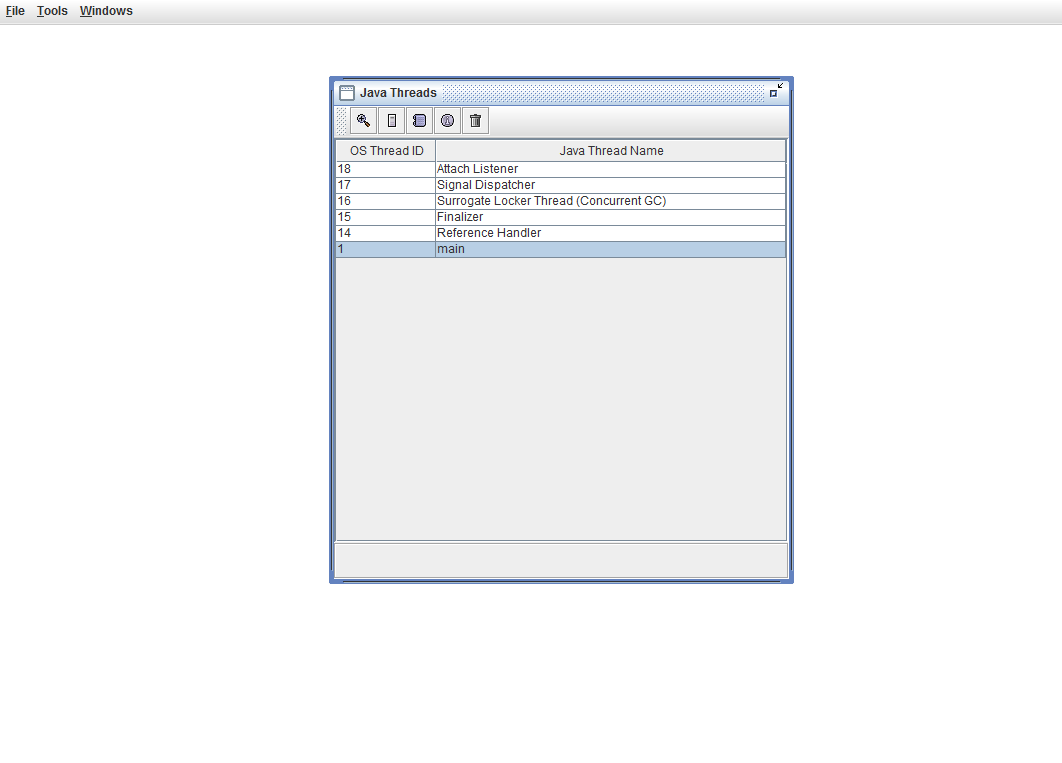 File Tools Windows
Java Threads
OS Thread ID Java Thread Name
18 Attach Listener
17 Signal Dispatcher
16 Surrogate Locker Thread (Concurrent GC)
15 Finalizer
14 Reference Handler
1 main